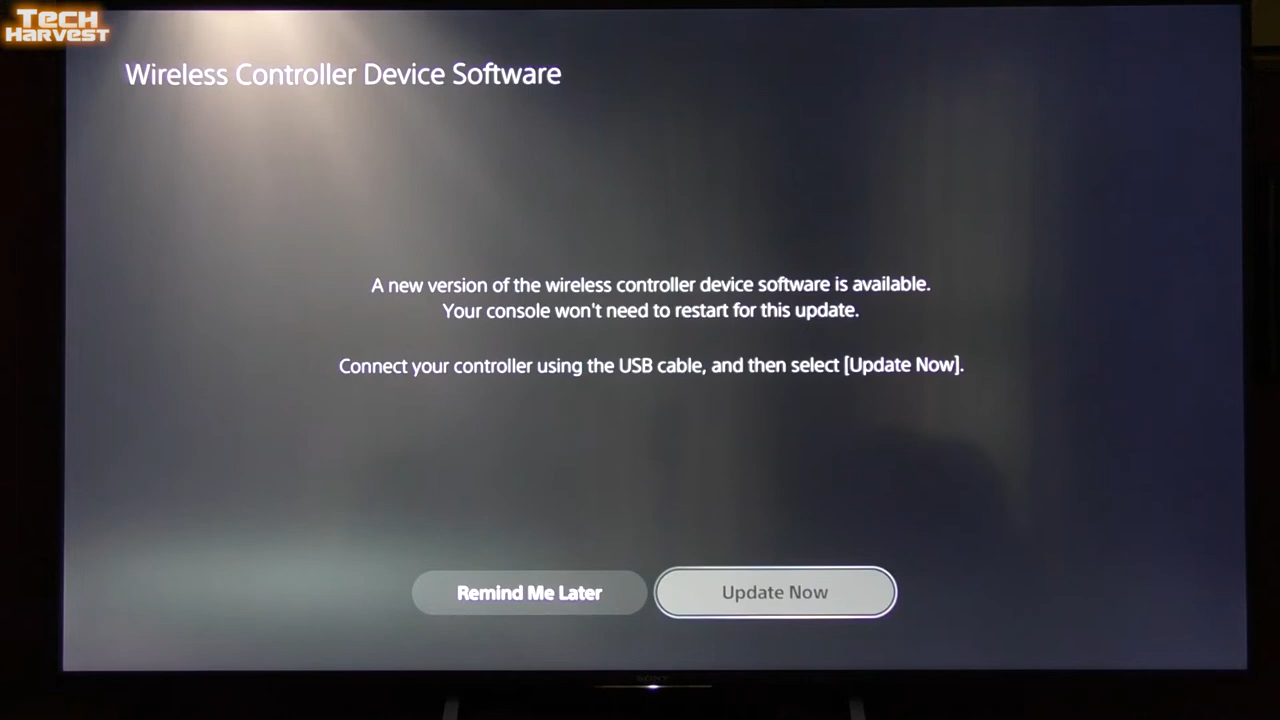 Tech
Harvest
Wireless Controller Device Software
A new version of the wireless controller device software is available.
Your console won't need to restart for this update.
Connect your controller using the USB cable, and then select [Update Now].
Remind Me Later
Update Now
SONY